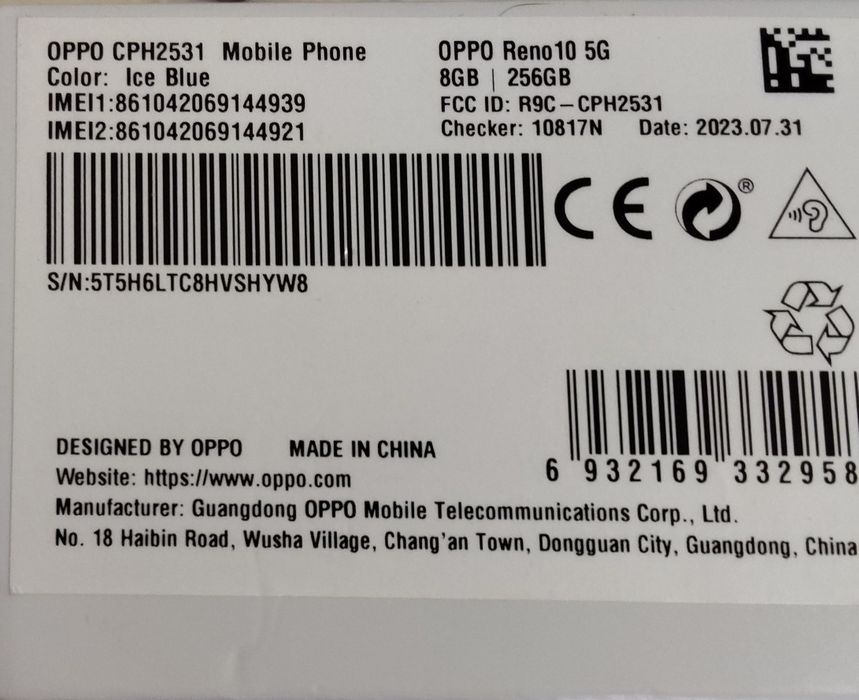 OPPO CPH2531 Mobile Phone
Color: Ice Blue
IMEI1:861042069144939
IMEI2:861042069144921
OPPO Reno10 5G
8GB | 256GB
FCC ID: R9C-CPH2531
Checker: 10817N Date: 2023.07.31
CE ®
S/N:5T5H6LTC8HVSHYW8
6 932169 332958
DESIGNED BY OPPO MADE IN CHINA
Website: https://www.oppo.com
Manufacturer: Guangdong OPPO Mobile Telecommunications Corp., Ltd.
No. 18 Haibin Road, Wusha Village, Chang'an Town, Dongguan City, Guangdong, China